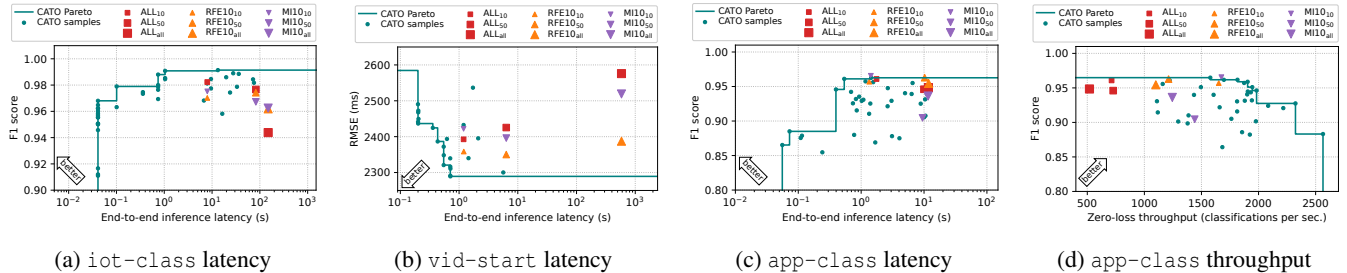 CATO Pareto ALL10 RFE1010 MI1010
CATO samples ALL50 RFE1050 MI1050
ALLall RFE10all MI10all
F1 score
1.00
0.98
0.96
0.94
0.92
0.90
better
10−2 10−1 100 101 102 103
End-to-end inference latency (s)
(a) iot-class latency
CATO Pareto ALL10 RFE1010 MI1010
CATO samples ALL50 RFE1050 MI1050
ALLall RFE10all MI10all
RMSE (ms)
2600
2500
2400
2300
better
10−1 100 101 102
End-to-end inference latency (s)
(b) vid-start latency
CATO Pareto ALL10 RFE1010 MI1010
CATO samples ALL50 RFE1050 MI1050
ALLall RFE10all MI10all
F1 score
1.00
0.95
0.90
0.85
0.80
better
10−2 10−1 100 101 102
End-to-end inference latency (s)
(c) app-class latency
CATO Pareto ALL10 RFE1010 MI1010
CATO samples ALL50 RFE1050 MI1050
ALLall RFE10all MI10all
F1 score
1.00
0.95
0.90
0.85
0.80
better
500 1000 1500 2000 2500
Zero-loss throughput (classifications per sec.)
(d) app-class throughput